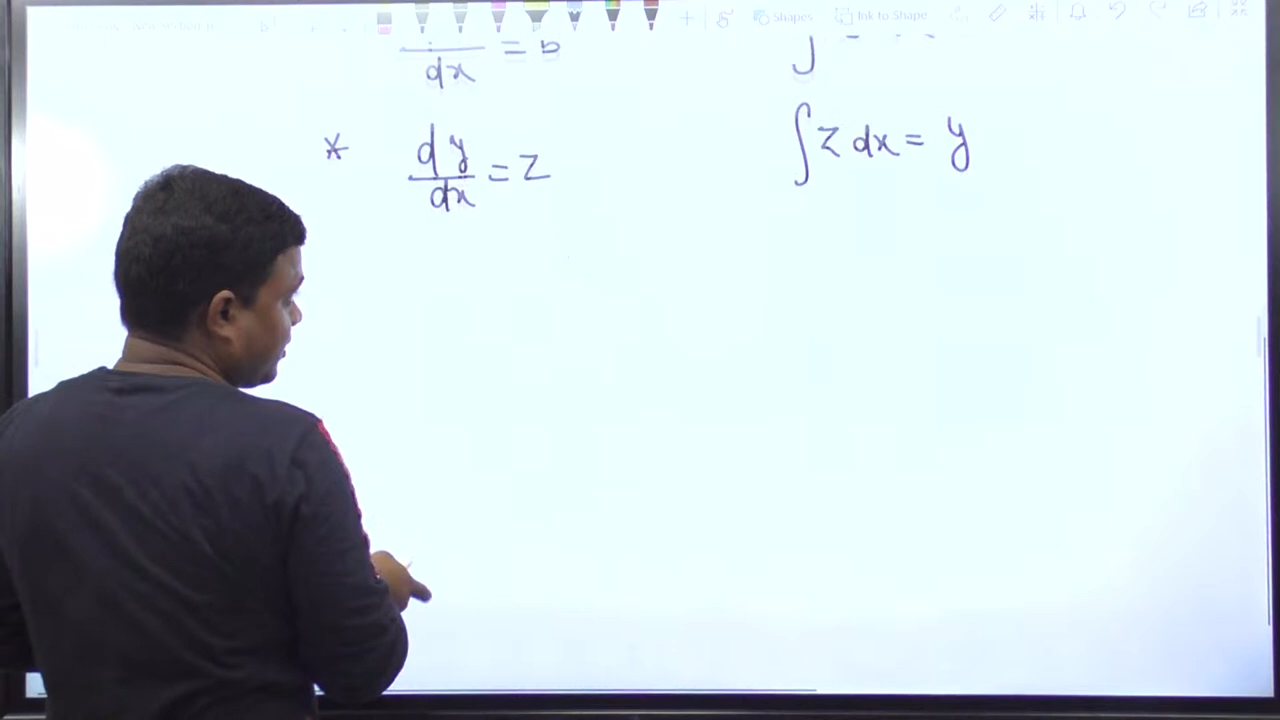 Shapes Ink to Shape
/dx = b
∫
* dy/dx = z
∫ z dx = y